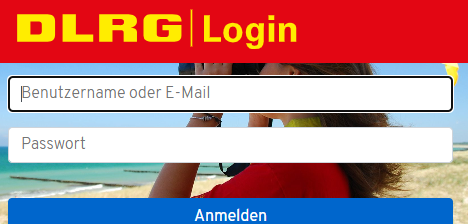 DLRG Login
Benutzername oder E-Mail
Passwort
Anmelden